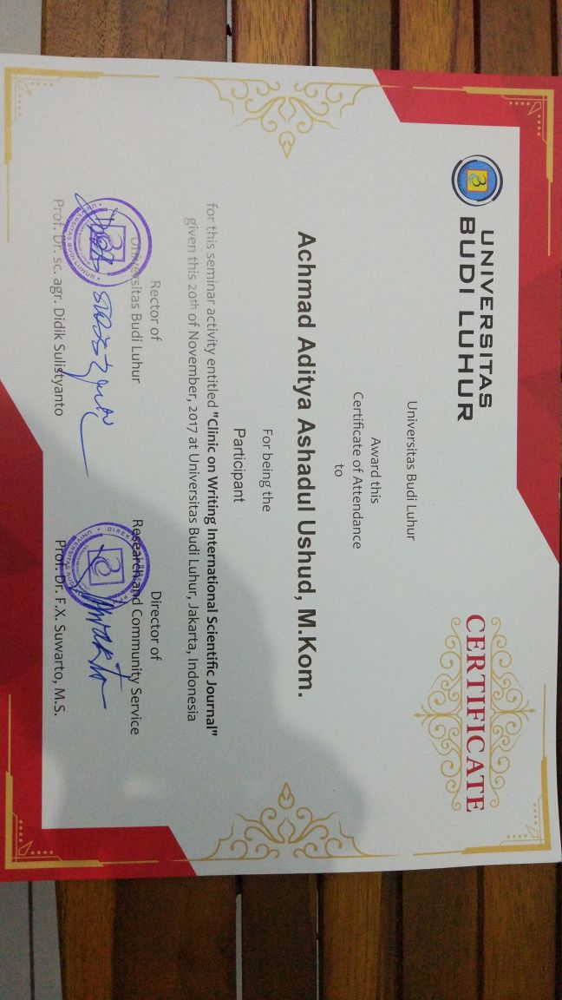 UNIVERSITAS
BUDI LUHUR
CERTIFICATE
Universitas Budi Luhur
Award this
Certificate of Attendance
to
Achmad Aditya Ashadul Ushud, M.Kom.
For being the
Participant
for this seminar activity entitled "Clinic on Writing International Scientific Journal"
given this 20th of November, 2017 at Universitas Budi Luhur, Jakarta, Indonesia
Rector of
Universitas Budi Luhur
Prof. Dr. sc. agr. Didik Sulistyanto
Director of
Research and Community Service
Prof. Dr. F.X. Suwarto, M.S.
UNIVERSITAS BUDI LUHUR